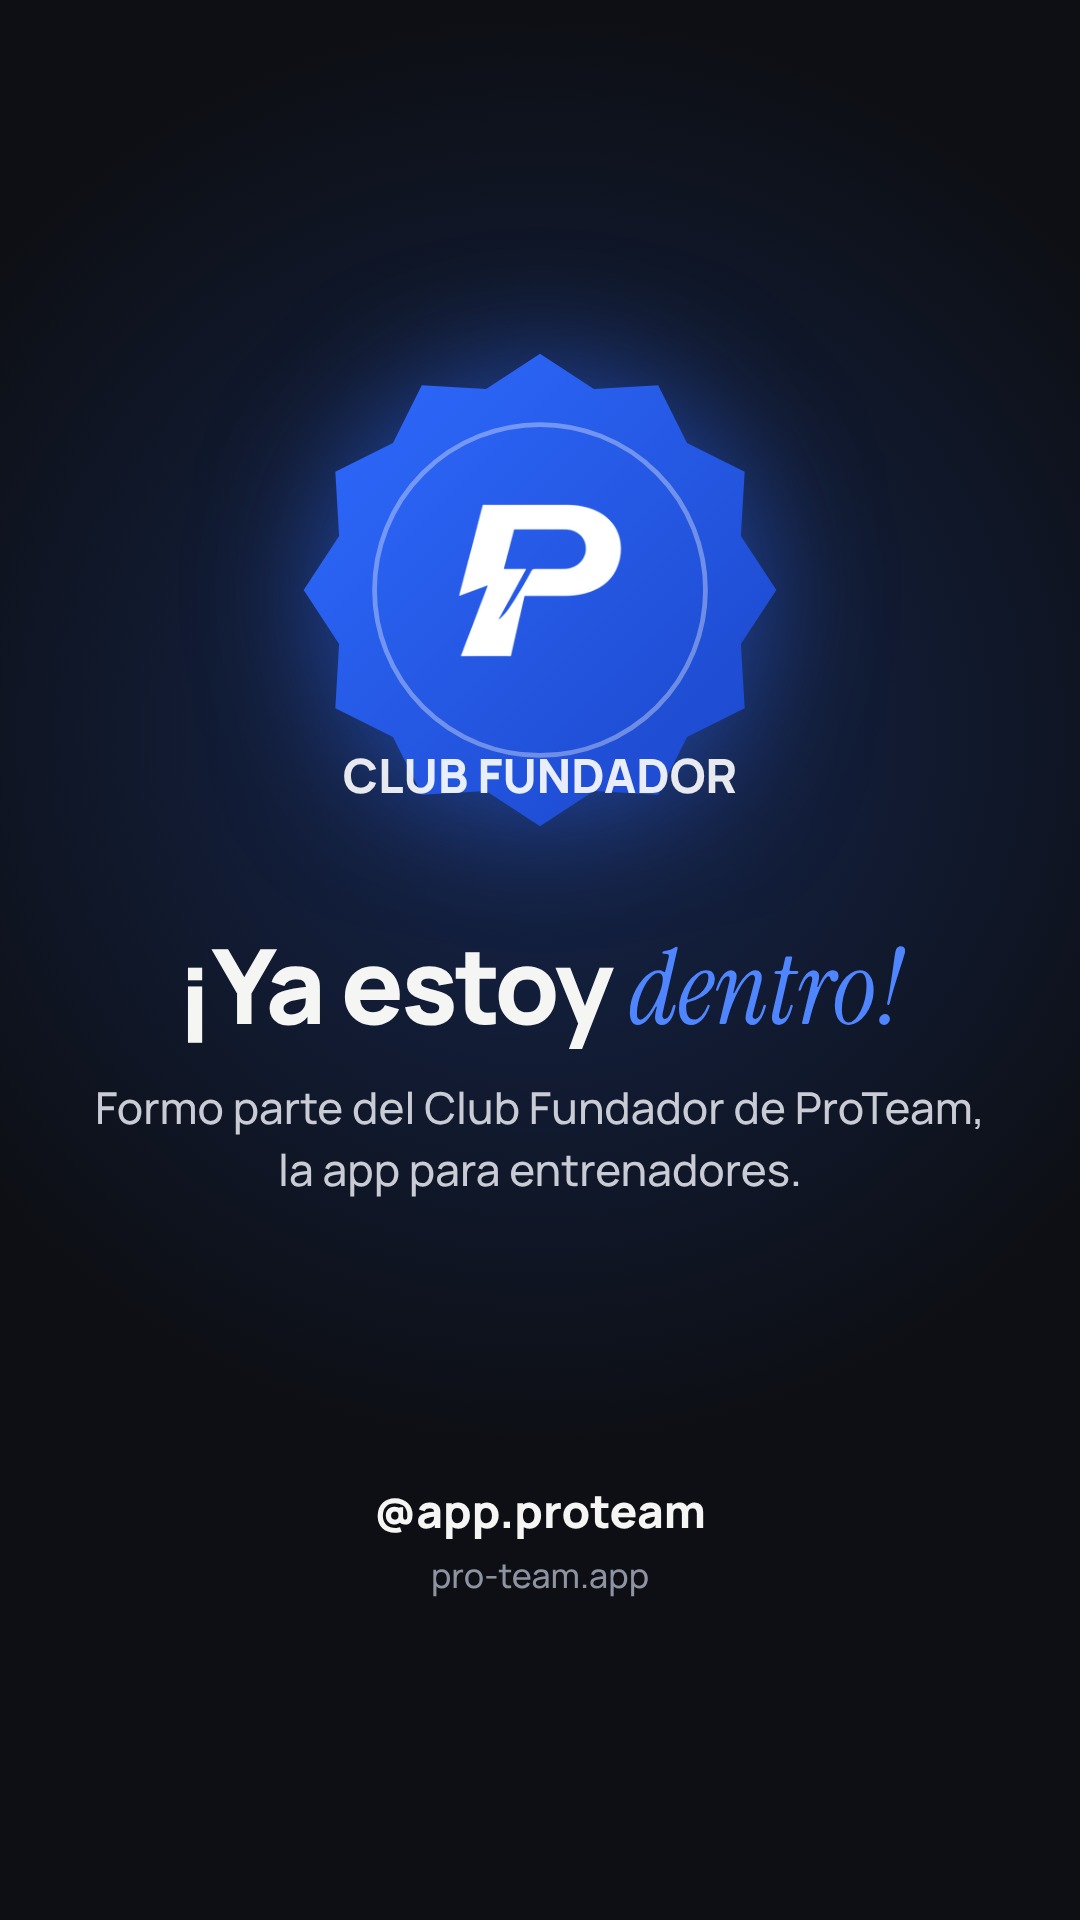 P
CLUB FUNDADOR
¡Ya estoy dentro!
Formo parte del Club Fundador de ProTeam,
la app para entrenadores.
@app.proteam
pro-team.app